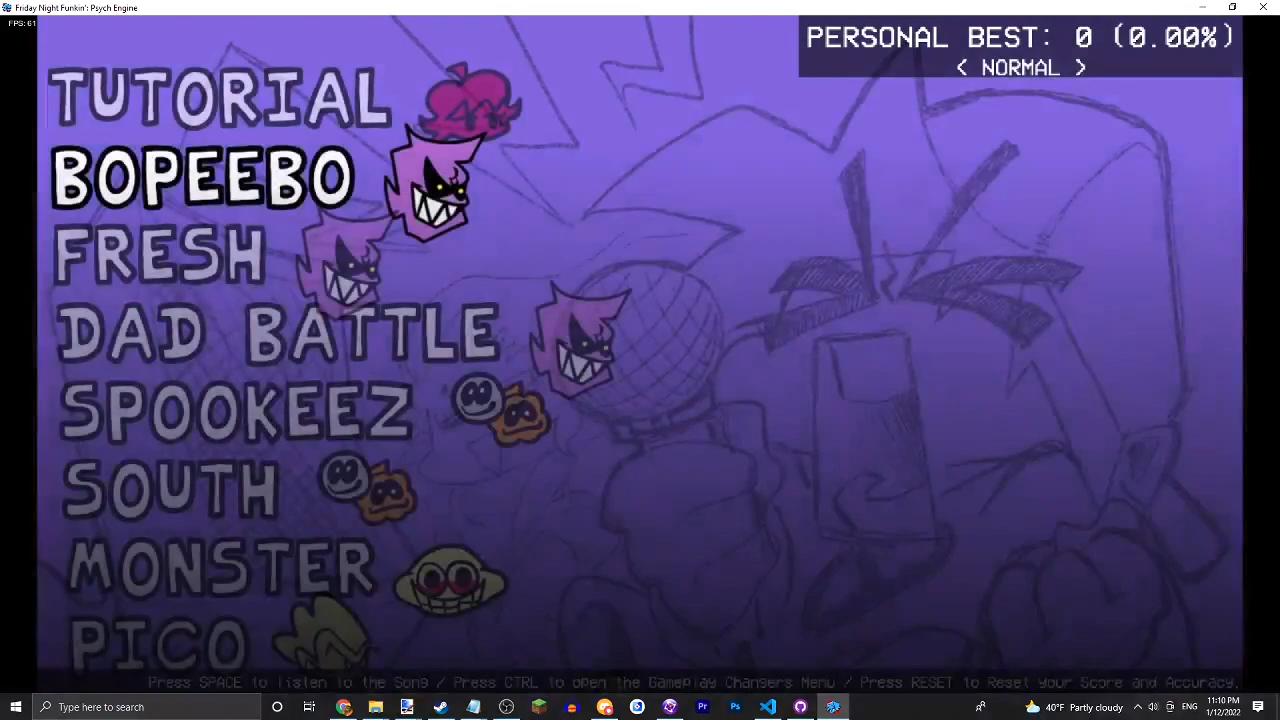 Friday Night Funkin': Psych Engine
FPS: 61
PERSONAL BEST: 0 (0.00%)
< NORMAL >
TUTORIAL
BOPEEBO
FRESH
DAD BATTLE
SPOOKEEZ
SOUTH
MONSTER
PICO
Press SPACE to listen to the Song / Press CTRL to open the Gameplay Changers Menu / Press RESET to Reset your Score and Accuracy.
Type here to search
40°F Partly cloudy
ENG
11:10 PM
1/12/2022